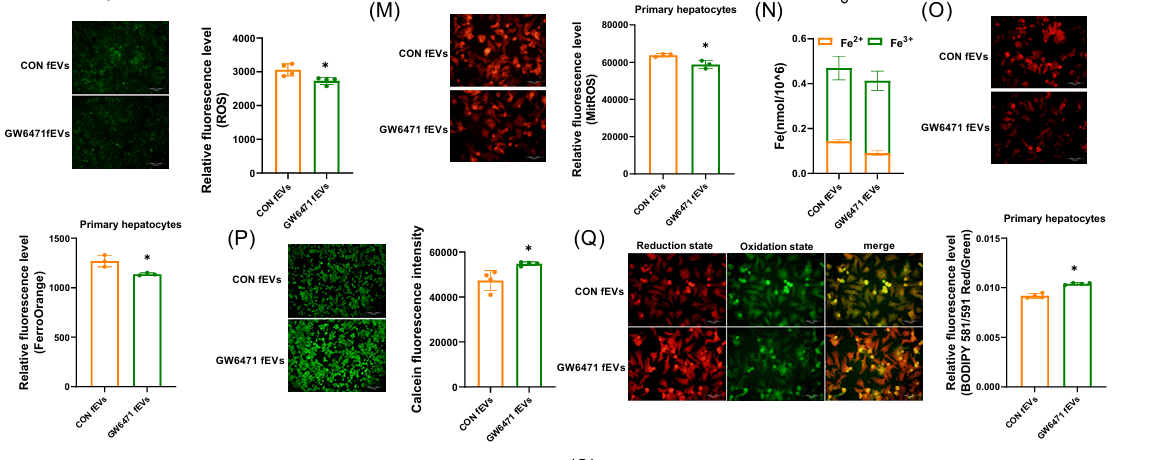 CON fEVs
GW6471fEVs
Relative fluorescence level
(ROS)
4000
3000
2000
1000
0
*
CON fEVs
GW6471 fEVs
(M)
CON fEVs
GW6471 fEVs
Primary hepatocytes
Relative fluorescence level
(MitROS)
80000
60000
40000
20000
0
*
CON fEVs
GW6471 fEVs
(N)
Fe(nmol/10^6)
0.6
0.4
0.2
0.0
Fe2+
Fe3+
CON fEVs
GW6471 fEVs
(O)
CON fEVs
GW6471 fEVs
Primary hepatocytes
Relative fluorescence level
(FerroOrange)
1500
1000
500
0
*
CON fEVs
GW6471 fEVs
(P)
CON fEVs
GW6471 fEVs
Calcein fluorescence intensity
60000
40000
20000
0
*
CON fEVs
GW6471 fEVs
(Q)
Reduction state
Oxidation state
merge
CON fEVs
GW6471 fEVs
Primary hepatocytes
Relative fluorescence level
(BODIPY 581/591 Red/Green)
0.015
0.010
0.005
0.000
*
CON fEVs
GW6471 fEVs